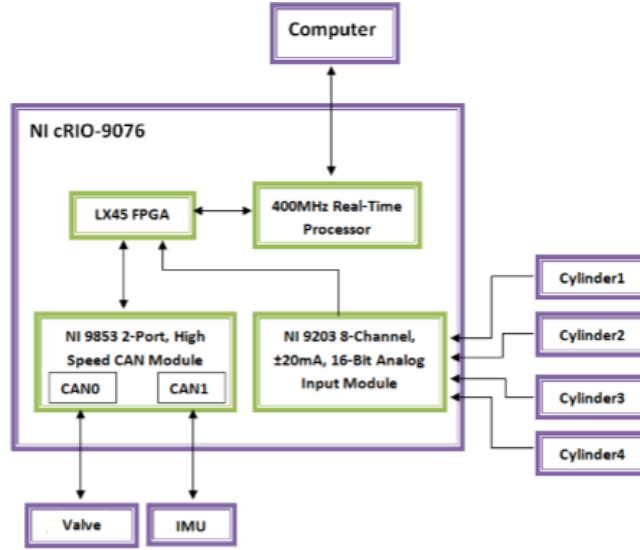 Computer
NI cRIO-9076
LX45 FPGA
400MHz Real-Time
Processor
NI 9853 2-Port, High
Speed CAN Module
CAN0
CAN1
NI 9203 8-Channel,
±20mA, 16-Bit Analog
Input Module
Cylinder1
Cylinder2
Cylinder3
Cylinder4
Valve
IMU